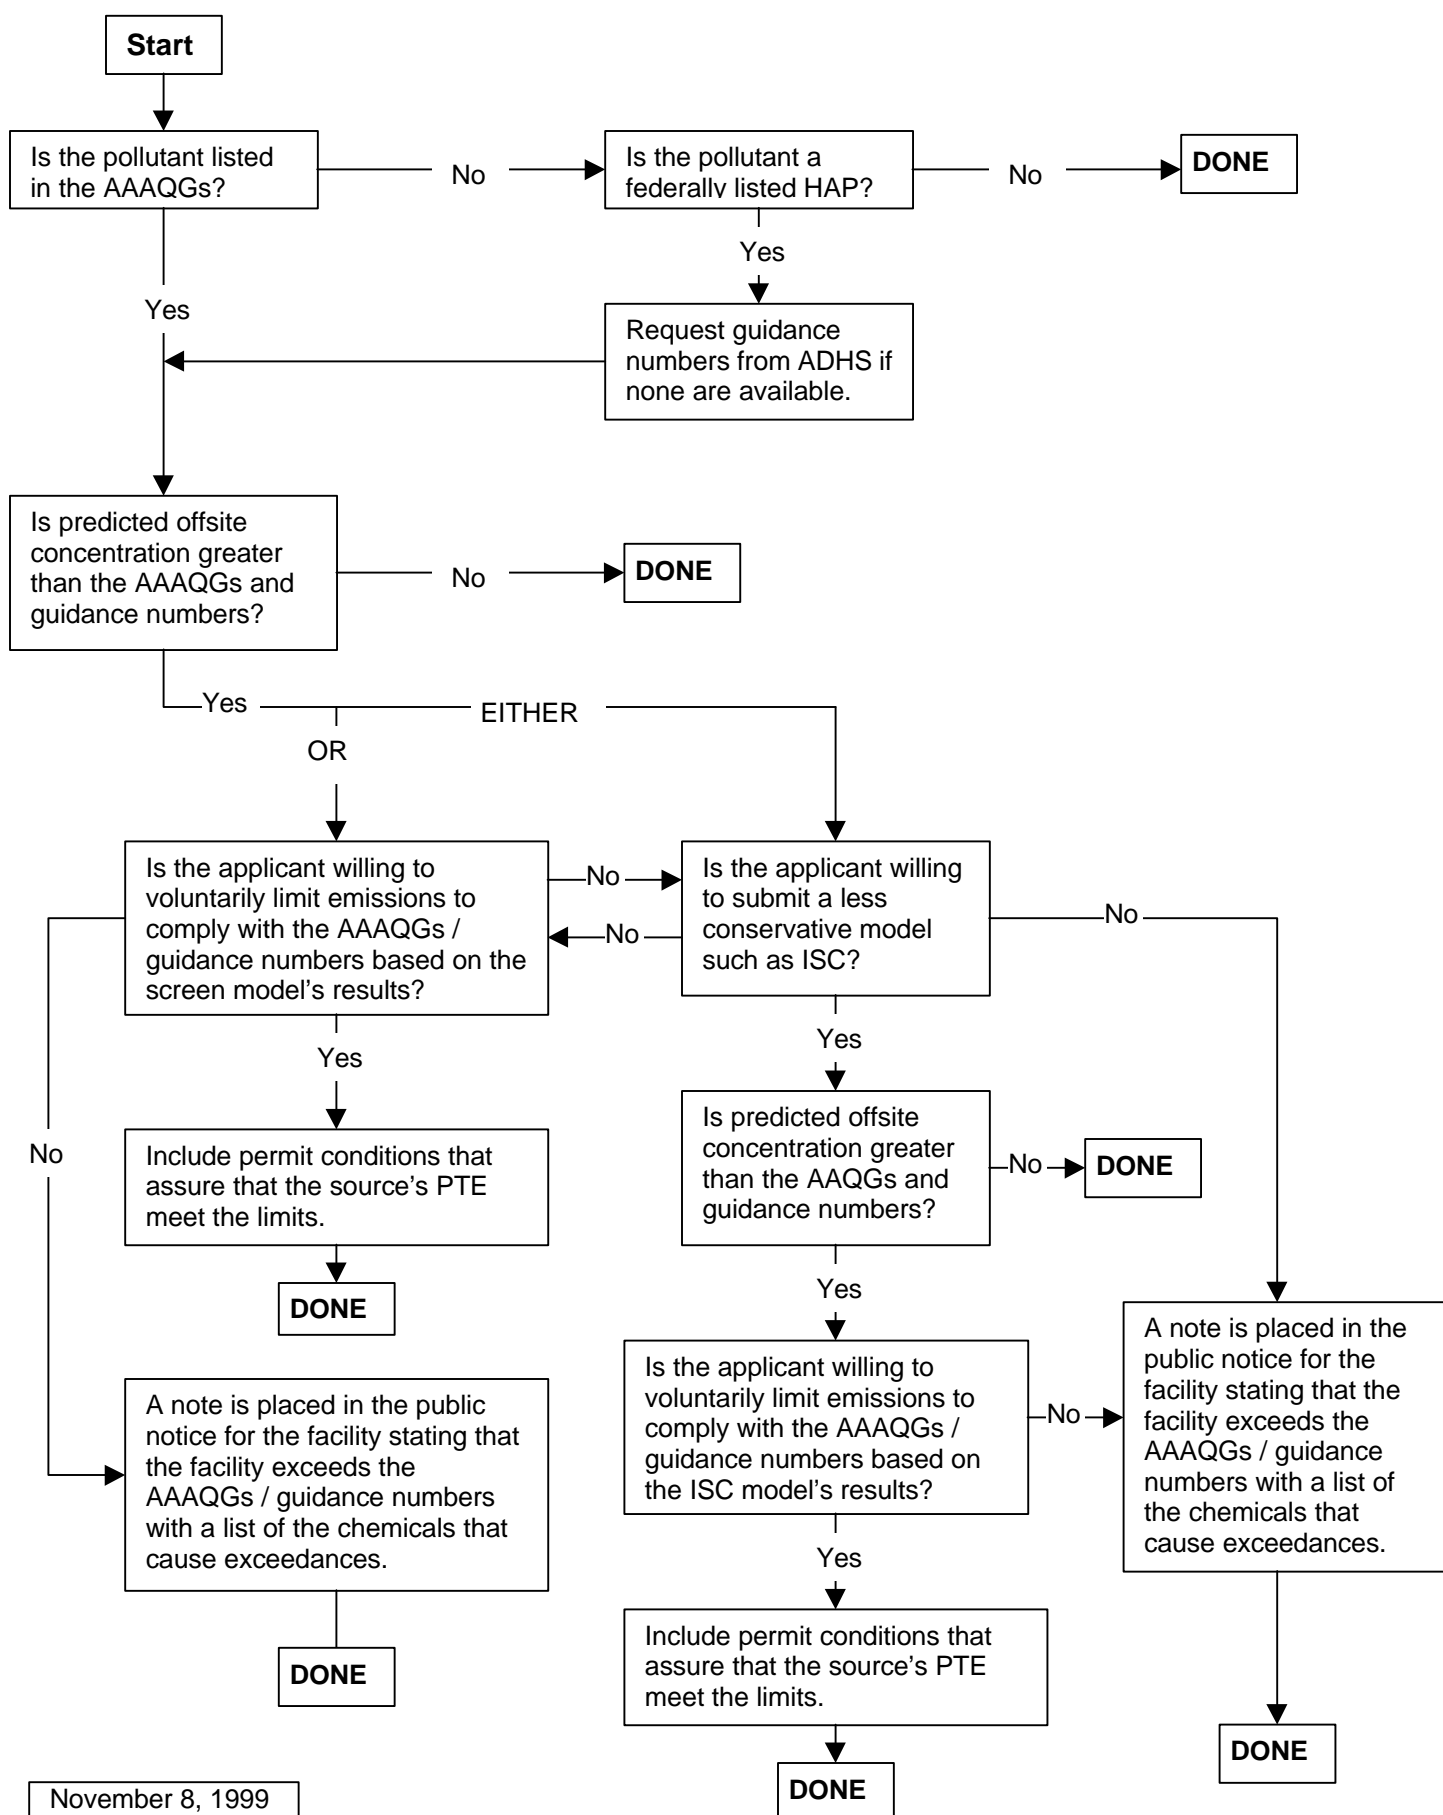 Start
Is the pollutant listed
in the AAAQGs?
No
Is the pollutant a
federally listed HAP?
No
DONE
Yes
Yes
Request guidance
numbers from ADHS if
none are available.
Is predicted offsite
concentration greater
than the AAAQGs and
guidance numbers?
No
DONE
Yes
EITHER
OR
Is the applicant willing to
voluntarily limit emissions to
comply with the AAAQGs /
guidance numbers based on the
screen model's results?
No
No
Is the applicant willing
to submit a less
conservative model
such as ISC?
No
Yes
Yes
No
Include permit conditions that
assure that the source's PTE
meet the limits.
DONE
Is predicted offsite
concentration greater
than the AAQGs and
guidance numbers?
No
DONE
Yes
A note is placed in the public
notice for the facility stating that
the facility exceeds the
AAAQGs / guidance numbers
with a list of the chemicals that
cause exceedances.
DONE
Is the applicant willing to
voluntarily limit emissions to
comply with the AAAQGs /
guidance numbers based on
the ISC model's results?
No
A note is placed in the
public notice for the
facility stating that the
facility exceeds the
AAAQGs / guidance
numbers with a list of
the chemicals that
cause exceedances.
Yes
Include permit conditions that
assure that the source's PTE
meet the limits.
DONE
DONE
November 8, 1999